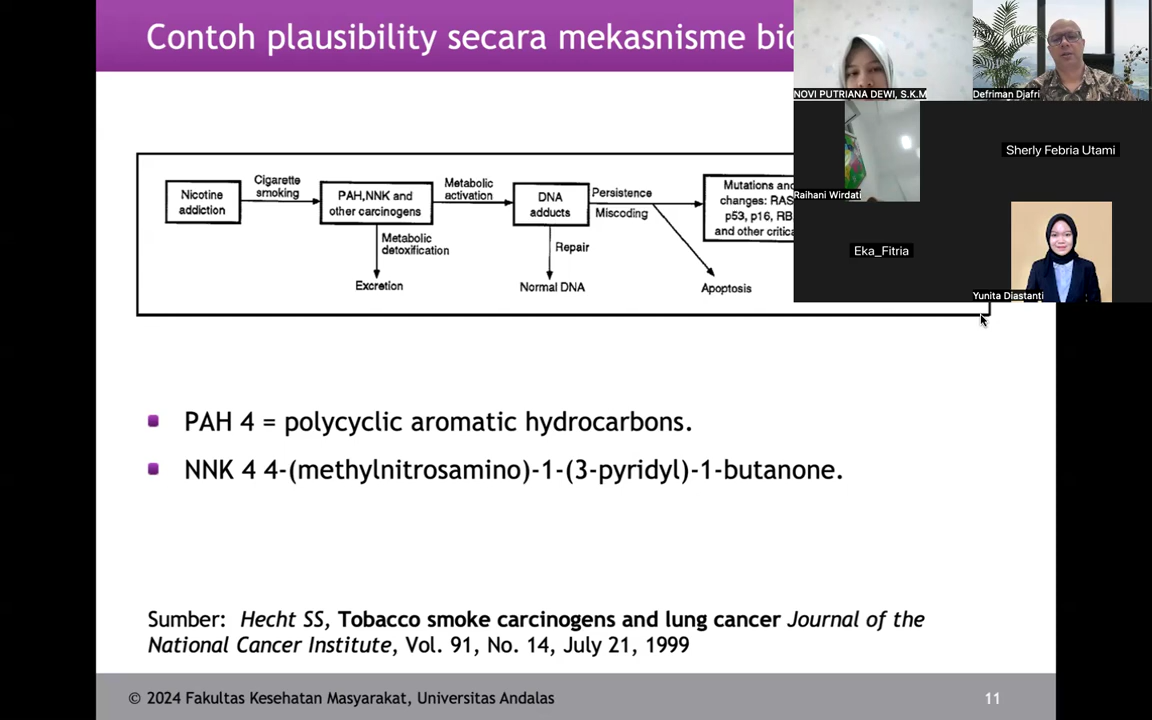 Contoh plausibility secara mekasnisme
NOVI PUTRIANA DEWI, S.K.M
Defriman Djafri
Raihani Wirdati
Sherly Febria Utami
Eka_Fitria
Yunita Diastanti
Nicotine
addiction
Cigarette
smoking
PAH,NNK and
other carcinogens
Metabolic
activation
DNA
adducts
Persistence
Miscoding
Mutations and
changes: RAS
p53, p16, RB
and other critica
Metabolic
detoxification
Excretion
Repair
Normal DNA
Apoptosis
PAH 4 = polycyclic aromatic hydrocarbons.
NNK 4 4-(methylnitrosamino)-1-(3-pyridyl)-1-butanone.
Sumber: Hecht SS, Tobacco smoke carcinogens and lung cancer Journal of the
National Cancer Institute, Vol. 91, No. 14, July 21, 1999
© 2024 Fakultas Kesehatan Masyarakat, Universitas Andalas
11